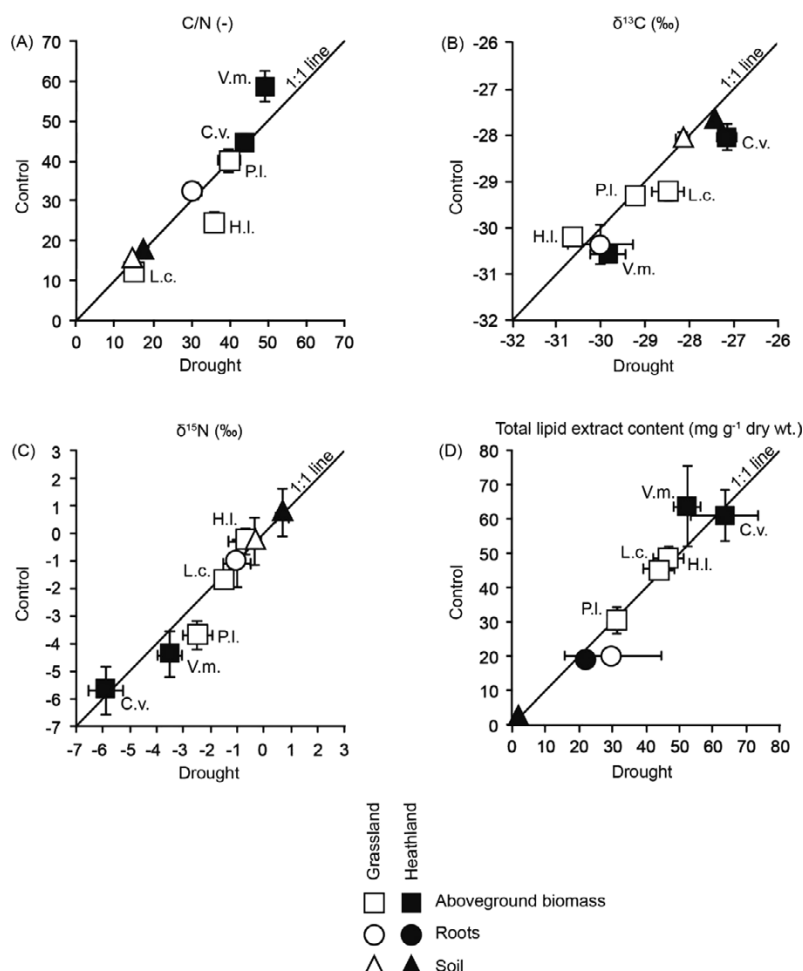 C/N (-)
(A)
70
60
50
40
30
20
10
0
Control
V.m.
1:1 line
C.v.
P.l.
H.l.
L.c.
0 10 20 30 40 50 60 70
Drought
δ¹³C (‰)
(B)
-26
-27
-28
-29
-30
-31
-32
Control
1:1 line
C.v.
P.l.
L.c.
H.l.
V.m.
-32 -31 -30 -29 -28 -27 -26
Drought
δ¹⁵N (‰)
(C)
3
2
1
0
-1
-2
-3
-4
-5
-6
-7
Control
1:1 line
H.l.
L.c.
P.l.
V.m.
C.v.
-7 -6 -5 -4 -3 -2 -1 0 1 2 3
Drought
Total lipid extract content (mg g⁻¹ dry wt.)
(D)
80
70
60
50
40
30
20
10
0
Control
1:1 line
V.m.
C.v.
L.c.
H.l.
P.l.
0 10 20 30 40 50 60 70 80
Drought
Grassland
Heathland
Aboveground biomass
Roots
Soil